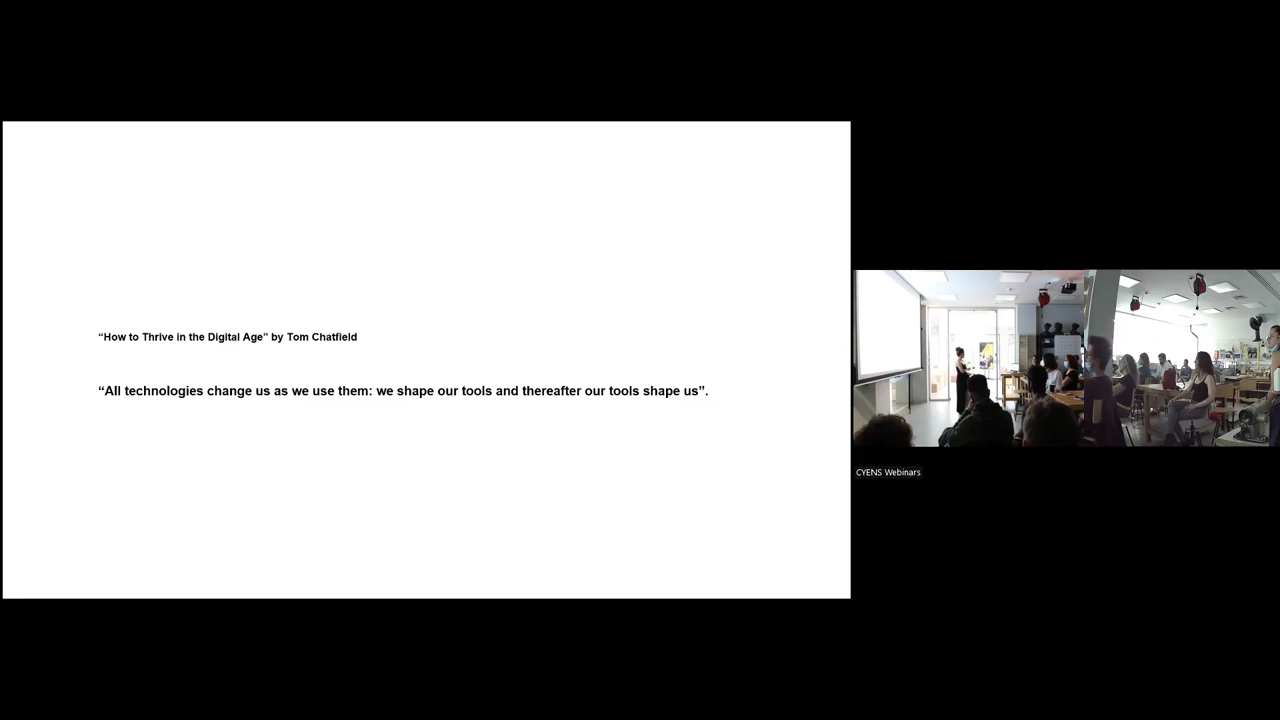 “How to Thrive in the Digital Age” by Tom Chatfield
“All technologies change us as we use them: we shape our tools and thereafter our tools shape us”.
CYENS Webinars